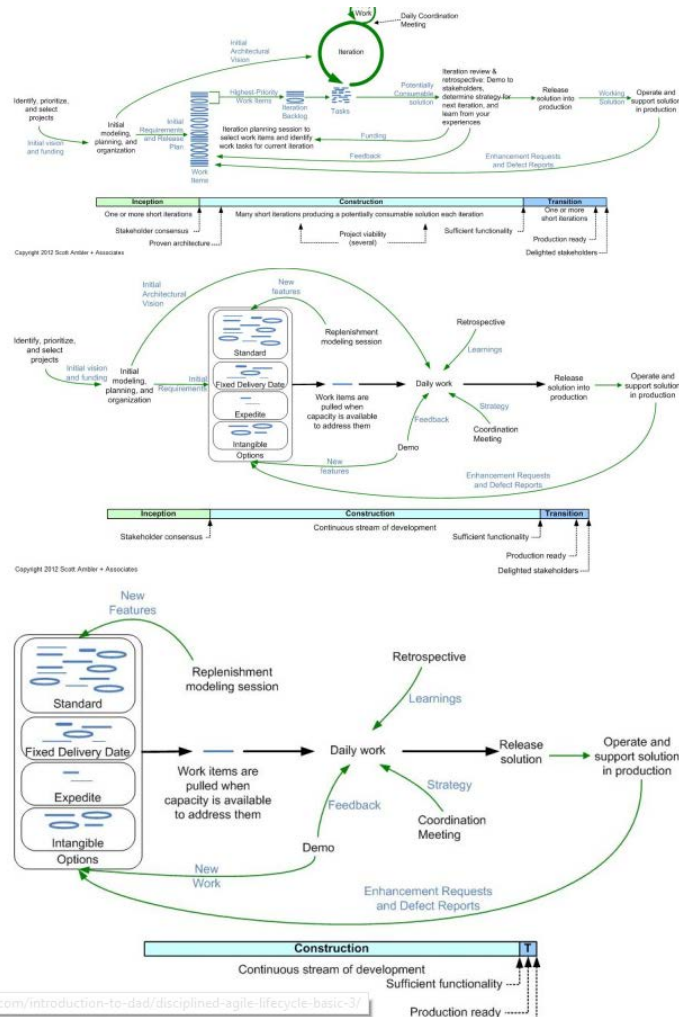 Work
Daily Coordination
Meeting
Initial
Architectural
Vision
Iteration
Identify, prioritize,
and select
projects
Initial vision
and funding
Initial
modeling,
planning, and
organization
Initial
Requirements
and Release
Plan
Highest-Priority
Work Items
Iteration
Backlog
Tasks
Potentially
Consumable
solution
Iteration review &
retrospective: Demo to
stakeholders,
determine strategy for
next iteration, and
learn from your
experiences
Release
solution into
production
Working
Solution
Operate and
support solution
in production
Iteration planning session to
select work items and identify
work tasks for current iteration
Funding
Feedback
Work
Items
Enhancement Requests
and Defect Reports
Inception
Construction
Transition
One or more short iterations
Many short iterations producing a potentially consumable solution each iteration
One or more
short iterations
Stakeholder consensus
Proven architecture
Project viability
(several)
Sufficient functionality
Production ready
Delighted stakeholders
Copyright 2012 Scott Ambler + Associates
Initial
Architectural
Vision
New
features
Replenishment
modeling session
Identify, prioritize,
and select
projects
Initial vision
and funding
Initial
modeling,
planning, and
organization
Initial
Requirements
Standard
Fixed Delivery Date
Expedite
Intangible
Options
Work items are
pulled when
capacity is available
to address them
Daily work
Retrospective
Learnings
Feedback
Strategy
Coordination
Meeting
Demo
New
features
Release
solution into
production
Operate and
support solution
in production
Enhancement Requests
and Defect Reports
Inception
Construction
Transition
Continuous stream of development
Stakeholder consensus
Sufficient functionality
Production ready
Delighted stakeholders
Copyright 2012 Scott Ambler + Associates
New
Features
Replenishment
modeling session
Standard
Fixed Delivery Date
Expedite
Intangible
Options
Work items are
pulled when
capacity is available
to address them
Retrospective
Learnings
Daily work
Feedback
Strategy
Coordination
Meeting
Demo
New
Work
Release
solution
Operate and
support solution
in production
Enhancement Requests
and Defect Reports
Construction
T
Continuous stream of development
Sufficient functionality
Production ready
com/introduction-to-dad/disciplined-agile-lifecycle-basic-3/